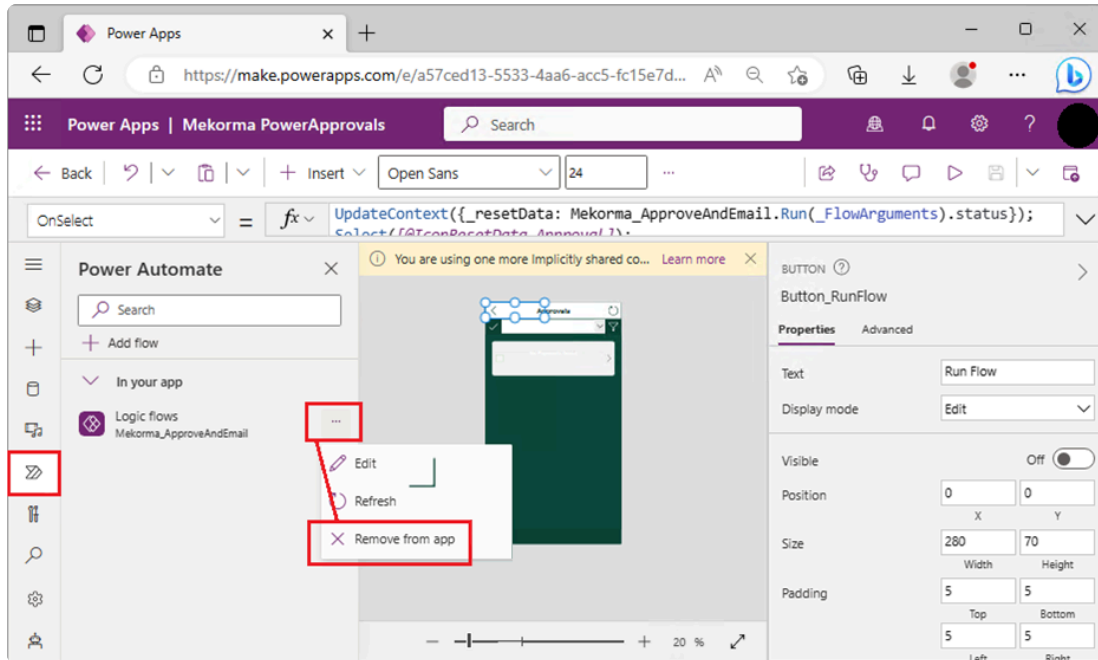 Power Apps
https://make.powerapps.com/e/a57ced13-5533-4aa6-acc5-fc15e7d...
Power Apps | Mekorma PowerApprovals
Search
Back
Insert
Open Sans
24
...
OnSelect
=
fx
UpdateContext({_resetData: Mekorma_ApproveAndEmail.Run(_FlowArguments).status});
Select([@IconResetData_Approval]);
Power Automate
Search
Add flow
In your app
Logic flows
Mekorma_ApproveAndEmail
...
Edit
Refresh
Remove from app
You are using one more Implicitly shared co... Learn more
Approvals
20 %
BUTTON
Button_RunFlow
Properties Advanced
Text Run Flow
Display mode Edit
Visible Off
Position 0 0
X Y
Size 280 70
Width Height
Padding 5 5
Top Bottom
5 5
Left Right